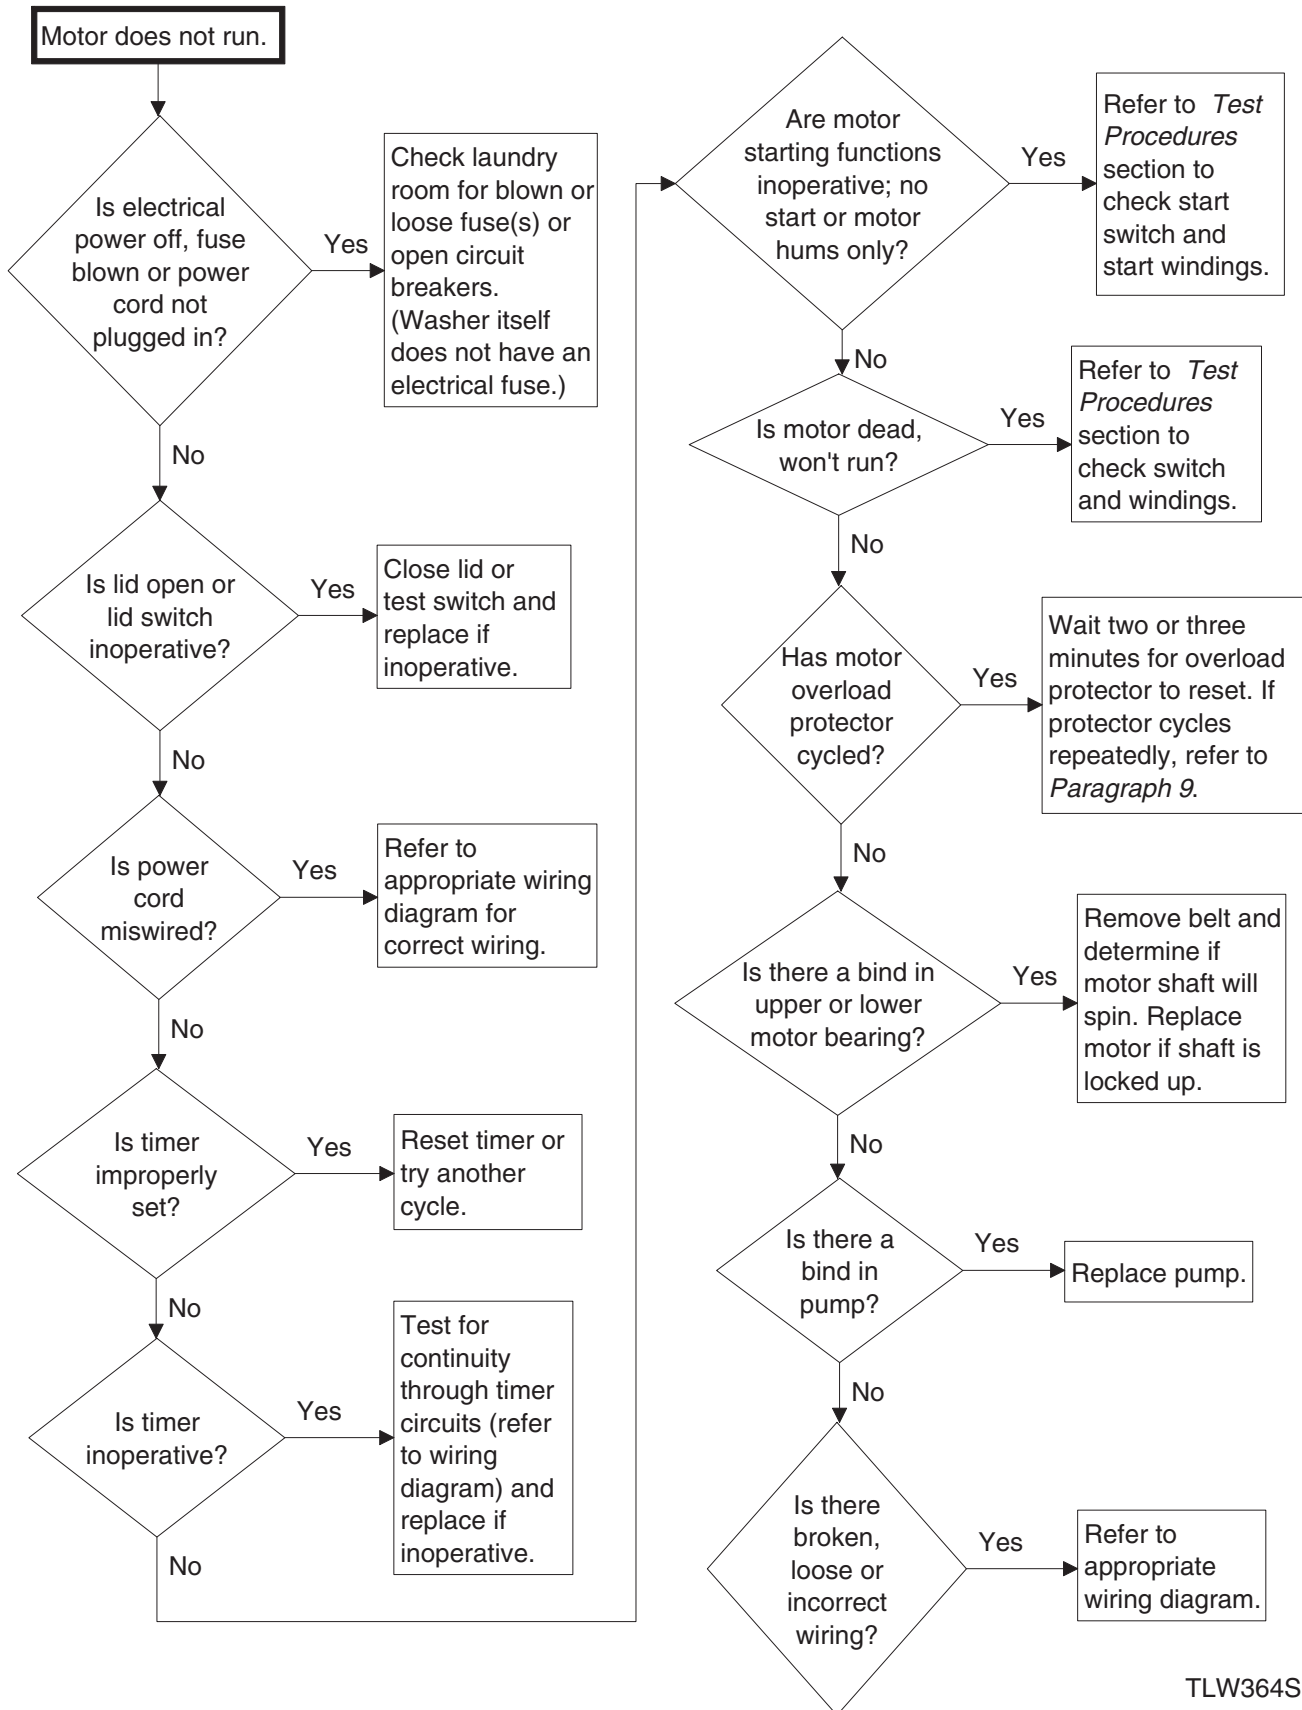 Motor does not run.
Is electrical
power off, fuse
blown or power
cord not
plugged in?
Yes
Check laundry
room for blown or
loose fuse(s) or
open circuit
breakers.
(Washer itself
does not have an
electrical fuse.)
No
Is lid open or
lid switch
inoperative?
Yes
Close lid or
test switch and
replace if
inoperative.
No
Is power
cord
miswired?
Yes
Refer to
appropriate wiring
diagram for
correct wiring.
No
Is timer
improperly
set?
Yes
Reset timer or
try another
cycle.
No
Is timer
inoperative?
Yes
Test for
continuity
through timer
circuits (refer
to wiring
diagram) and
replace if
inoperative.
No
Are motor
starting functions
inoperative; no
start or motor
hums only?
Yes
Refer to Test
Procedures
section to
check start
switch and
start windings.
No
Is motor dead,
won't run?
Yes
Refer to Test
Procedures
section to
check switch
and windings.
No
Has motor
overload
protector
cycled?
Yes
Wait two or three
minutes for overload
protector to reset. If
protector cycles
repeatedly, refer to
Paragraph 9.
No
Is there a bind in
upper or lower
motor bearing?
Yes
Remove belt and
determine if
motor shaft will
spin. Replace
motor if shaft is
locked up.
No
Is there a
bind in
pump?
Yes
Replace pump.
No
Is there
broken,
loose or
incorrect
wiring?
Yes
Refer to
appropriate
wiring diagram.
TLW364S